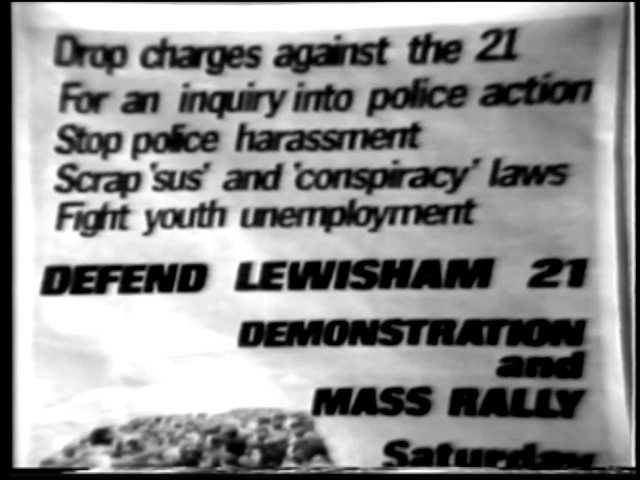 Drop charges against the 21
For an inquiry into police action
Stop police harassment
Scrap 'sus' and 'conspiracy' laws
Fight youth unemployment
DEFEND LEWISHAM 21
DEMONSTRATION
and
MASS RALLY
Saturday